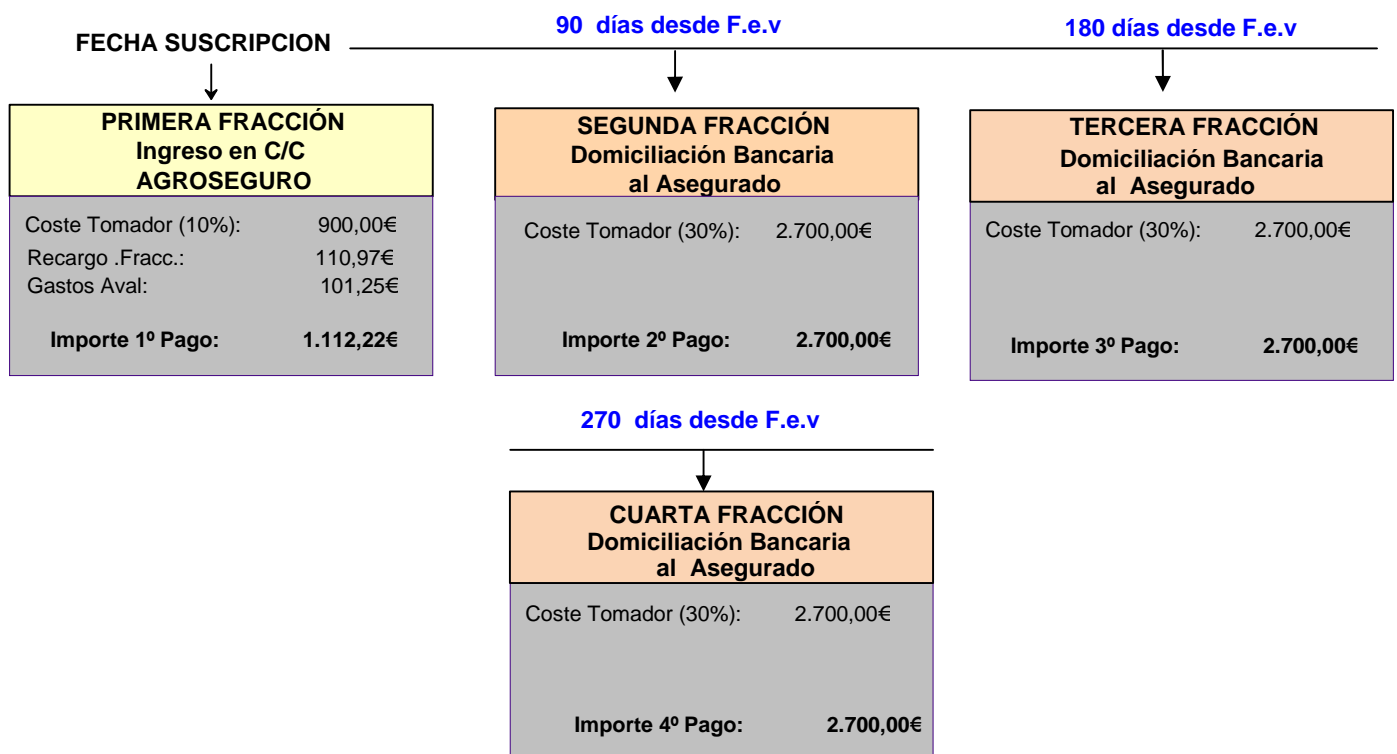 FECHA SUSCRIPCION
90 días desde F.e.v
180 días desde F.e.v
PRIMERA FRACCIÓN
Ingreso en C/C
AGROSEGURO
Coste Tomador (10%): 900,00€
Recargo .Fracc.: 110,97€
Gastos Aval: 101,25€
Importe 1º Pago: 1.112,22€
SEGUNDA FRACCIÓN
Domiciliación Bancaria
al Asegurado
Coste Tomador (30%): 2.700,00€
Importe 2º Pago: 2.700,00€
TERCERA FRACCIÓN
Domiciliación Bancaria
al Asegurado
Coste Tomador (30%): 2.700,00€
Importe 3º Pago: 2.700,00€
270 días desde F.e.v
CUARTA FRACCIÓN
Domiciliación Bancaria
al Asegurado
Coste Tomador (30%): 2.700,00€
Importe 4º Pago: 2.700,00€